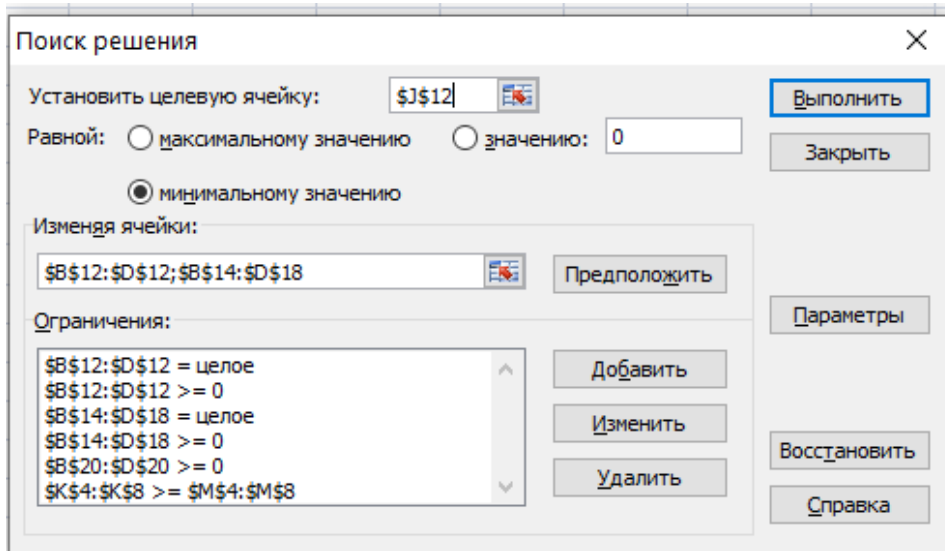 Поиск решения
Установить целевую ячейку: $J$12 Выполнить
Равной: максимальному значению значению: 0 Закрыть
минимальному значению
Изменяя ячейки:
$B$12:$D$12;$B$14:$D$18 Предположить
Ограничения: Параметры
$B$12:$D$12 = целое Добавить
$B$12:$D$12 >= 0
$B$14:$D$18 = целое Изменить
$B$14:$D$18 >= 0
$B$20:$D$20 >= 0 Восстановить
$K$4:$K$8 >= $M$4:$M$8 Удалить
Справка